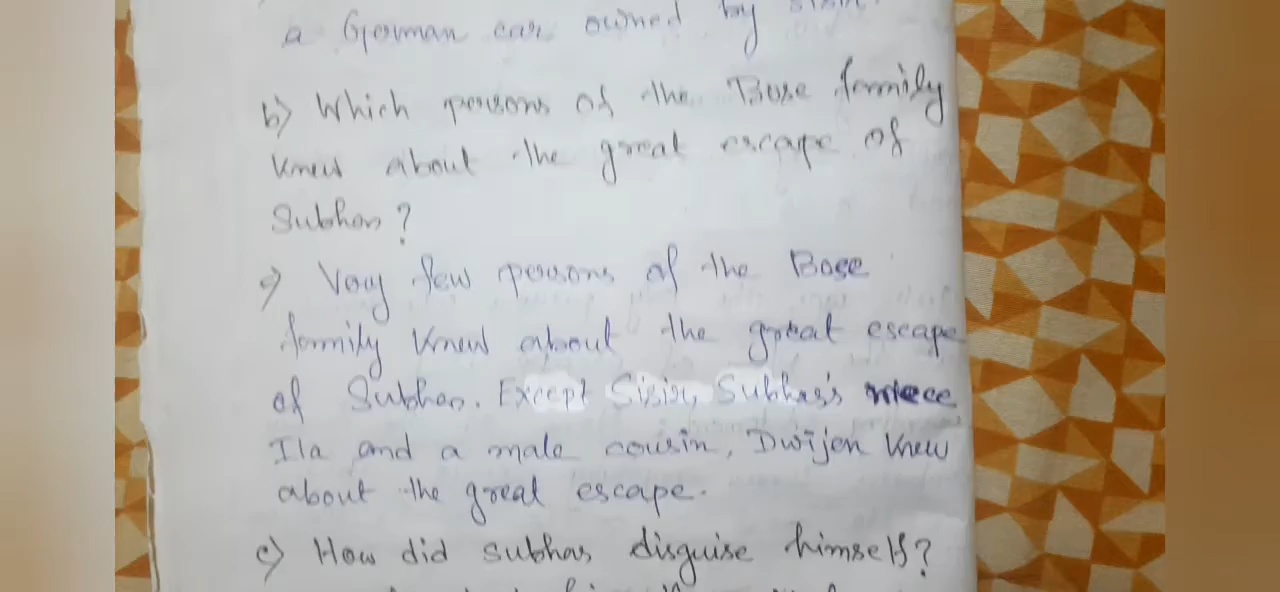 a German car owned by Sisir.
b) Which persons of the Bose family
knew about the great escape of
Subhas?
→ Very few persons of the Bose
family knew about the great escape
of Subhas. Except Sisir, Subhas's niece
Ila and a male cousin, Dwijen knew
about the great escape.
c) How did subhas disguise himself?